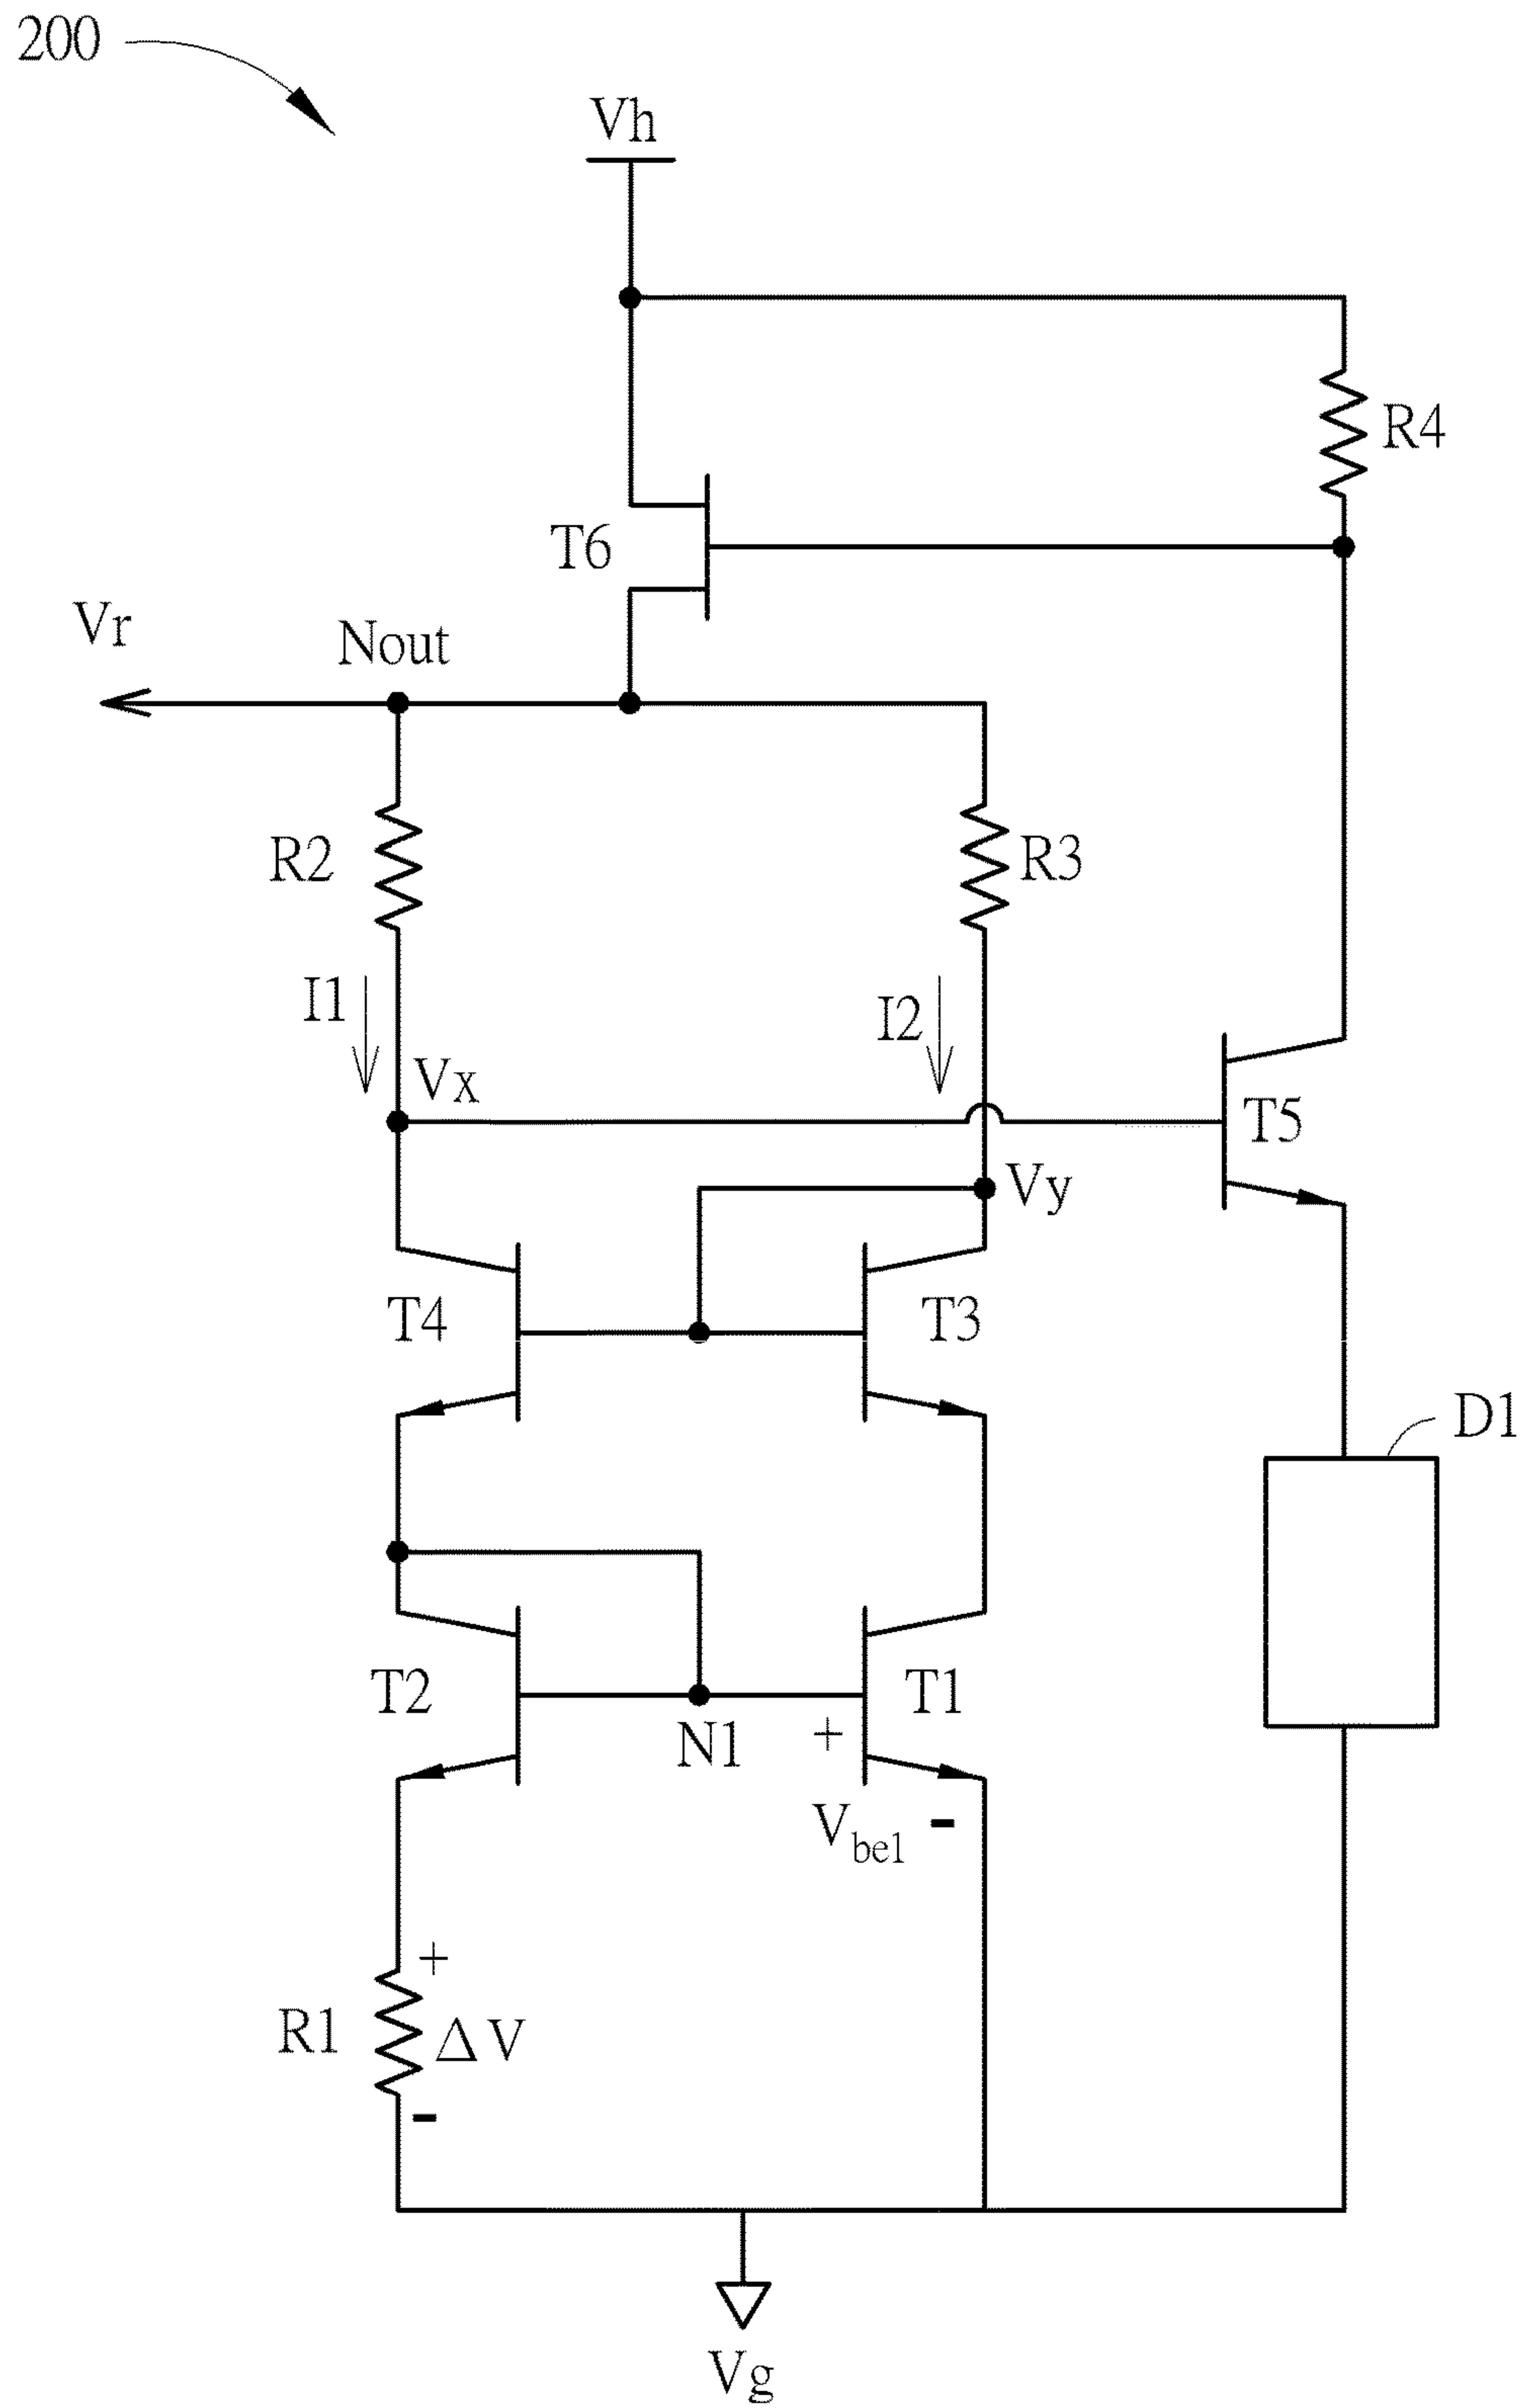 200
Vh
R4
T6
Vr
Nout
R2
R3
I1
I2
Vx
T5
Vy
T4
T3
D1
T2
T1
N1
+
Vbe1
-
+
R1
ΔV
-
Vg